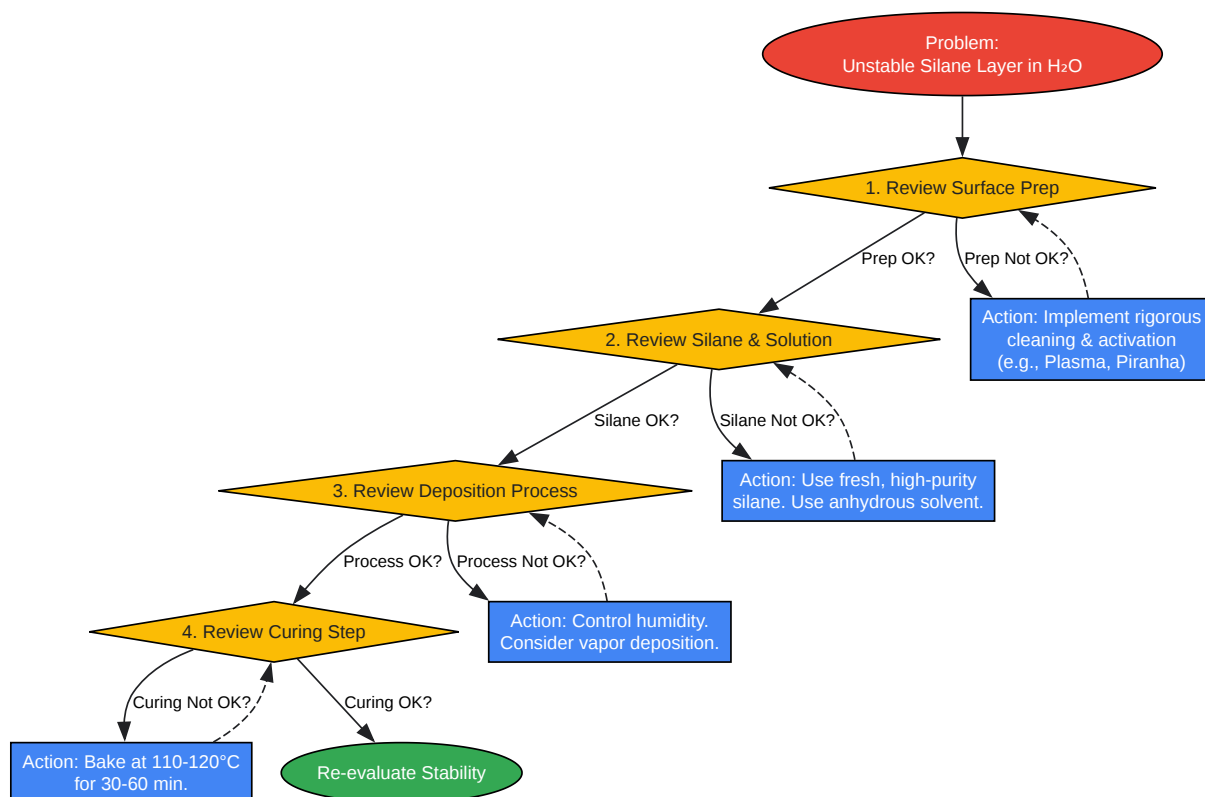 Problem:
Unstable Silane Layer in H₂O
1. Review Surface Prep
Prep OK?
Prep Not OK?
Action: Implement rigorous
cleaning & activation
(e.g., Plasma, Piranha)
2. Review Silane & Solution
Silane OK?
Silane Not OK?
Action: Use fresh, high-purity
silane. Use anhydrous solvent.
3. Review Deposition Process
Process OK?
Process Not OK?
Action: Control humidity.
Consider vapor deposition.
4. Review Curing Step
Curing Not OK?
Curing OK?
Action: Bake at 110-120°C
for 30-60 min.
Re-evaluate Stability